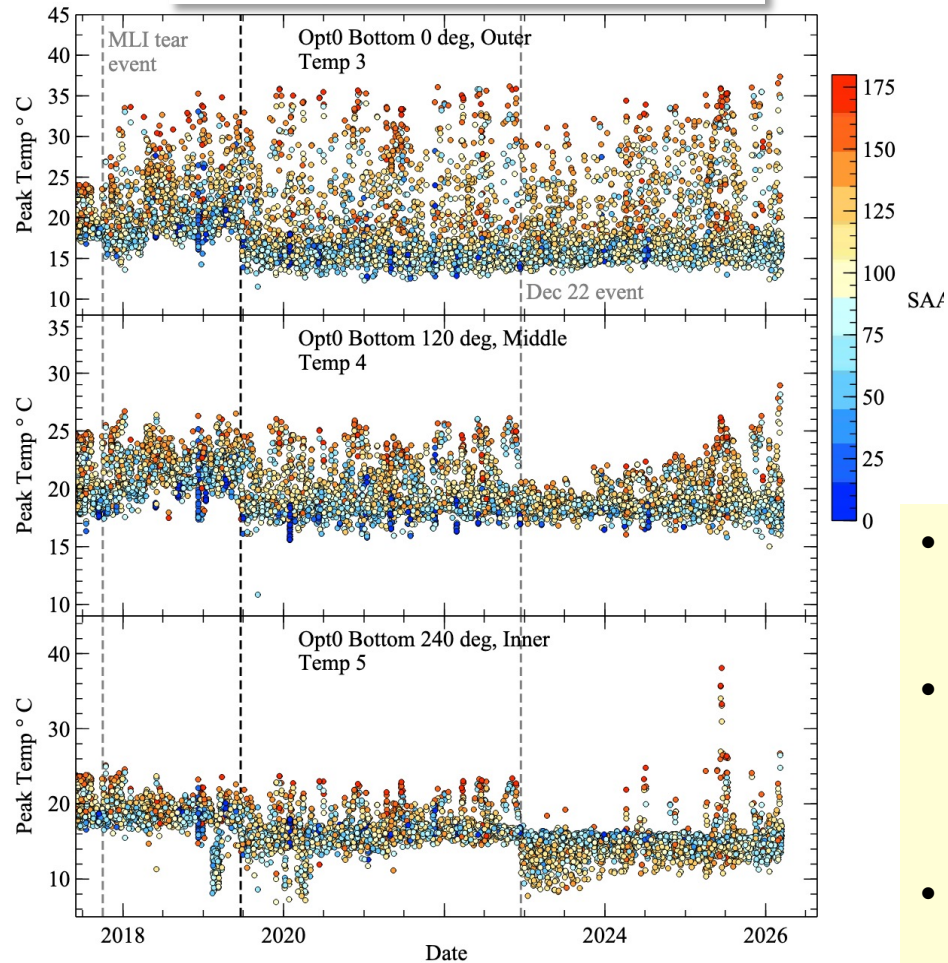 45
40
35
30
25
20
15
10
Peak Temp ° C
MLI tear
event
Opt0 Bottom 0 deg, Outer
Temp 3
Dec 22 event
175
150
125
100
75
50
25
0
SAA
35
30
25
20
15
10
Peak Temp ° C
Opt0 Bottom 120 deg, Middle
Temp 4
40
30
20
10
Peak Temp ° C
Opt0 Bottom 240 deg, Inner
Temp 5
2018
2020
2024
2026
Date
•
•
•